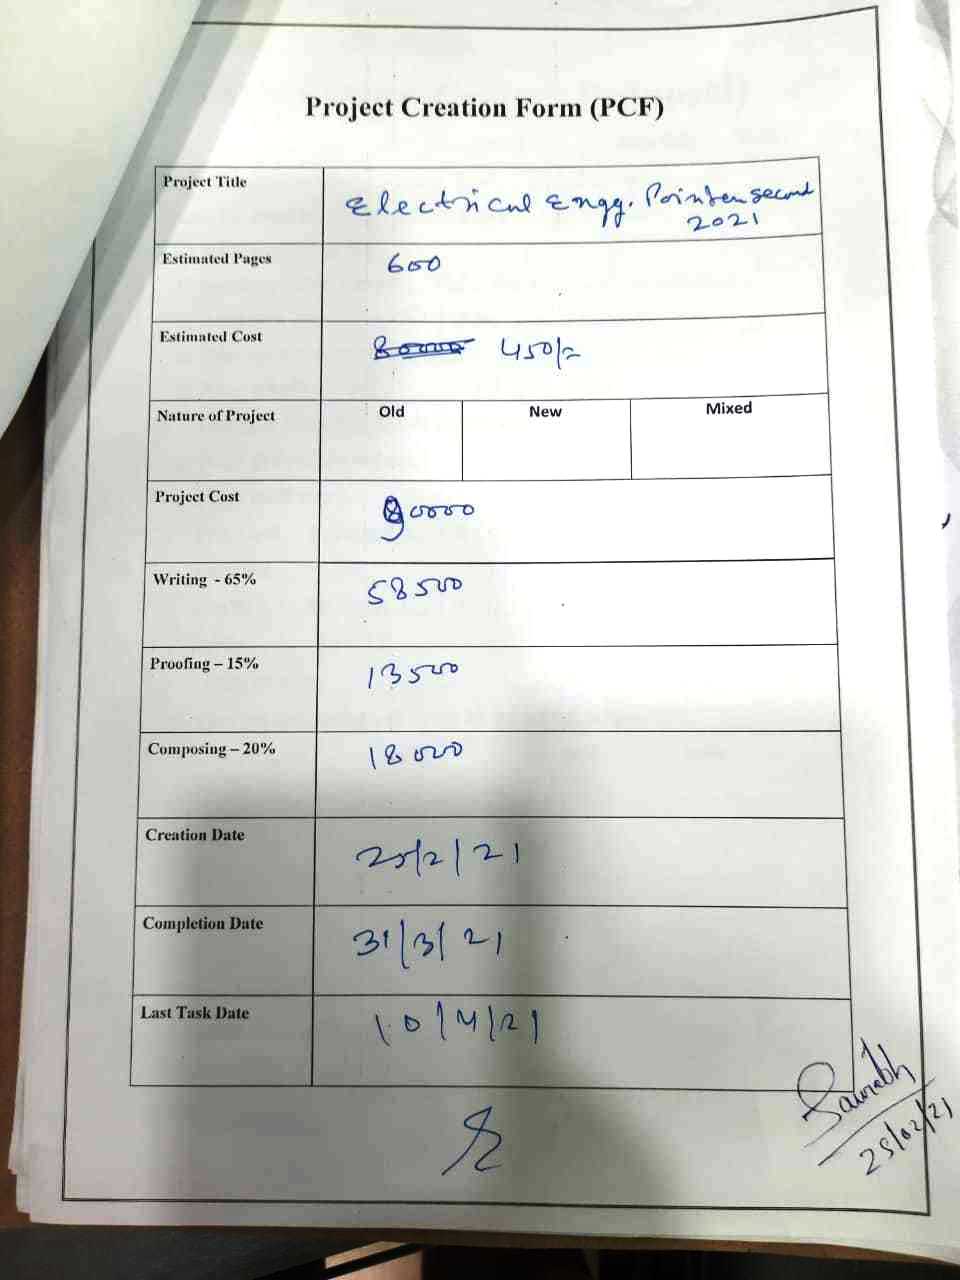 Project Creation Form (PCF)
Project Title
Electrical Engg. Pointer second
2021
Estimated Pages 600
Estimated Cost 450/=
Nature of Project Old New Mixed
Project Cost 90000
Writing - 65% 58500
Proofing – 15% 13500
Composing – 20% 18000
Creation Date 25/2/21
Completion Date 31/3/21
Last Task Date 10/4/21
Saurabh
25/02/21